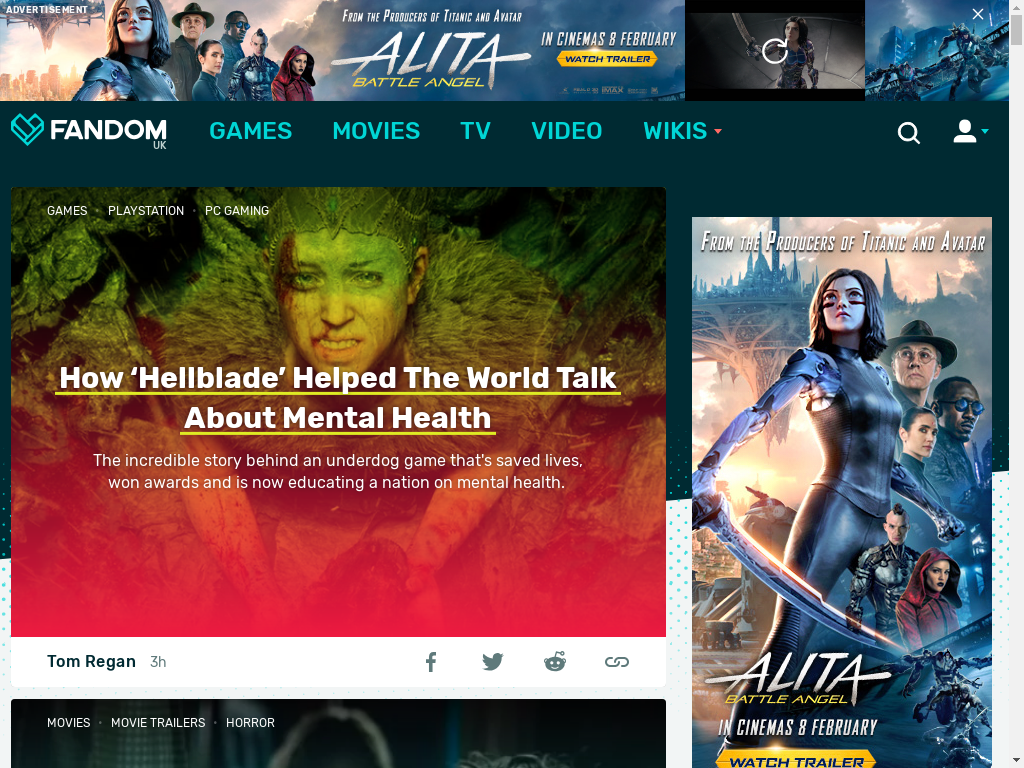 ADVERTISEMENT
FROM THE PRODUCERS OF TITANIC AND AVATAR
ALITA
BATTLE ANGEL
IN CINEMAS 8 FEBRUARY
WATCH TRAILER
FANDOM
UK
GAMES
MOVIES
TV
VIDEO
WIKIS
GAMES • PLAYSTATION • PC GAMING
How ‘Hellblade’ Helped The World Talk
About Mental Health
The incredible story behind an underdog game that's saved lives,
won awards and is now educating a nation on mental health.
Tom Regan 3h
MOVIES • MOVIE TRAILERS • HORROR
FROM THE PRODUCERS OF TITANIC AND AVATAR
ALITA
BATTLE ANGEL
IN CINEMAS 8 FEBRUARY
WATCH TRAILER